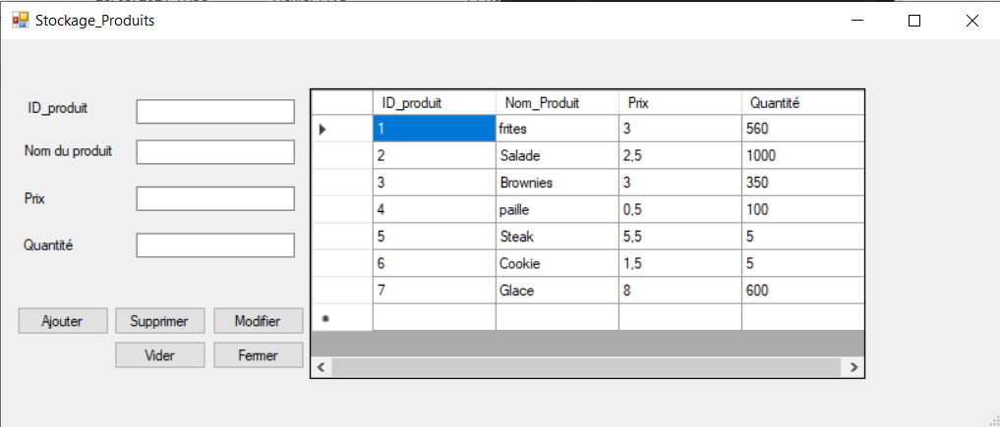 Stockage_Produits
ID_produit
Nom du produit
Prix
Quantité
Ajouter Supprimer Modifier
Vider Fermer
ID_produit Nom_Produit Prix Quantité
1 frites 3 560
2 Salade 2,5 1000
3 Brownies 3 350
4 paille 0,5 100
5 Steak 5,5 5
6 Cookie 1,5 5
7 Glace 8 600